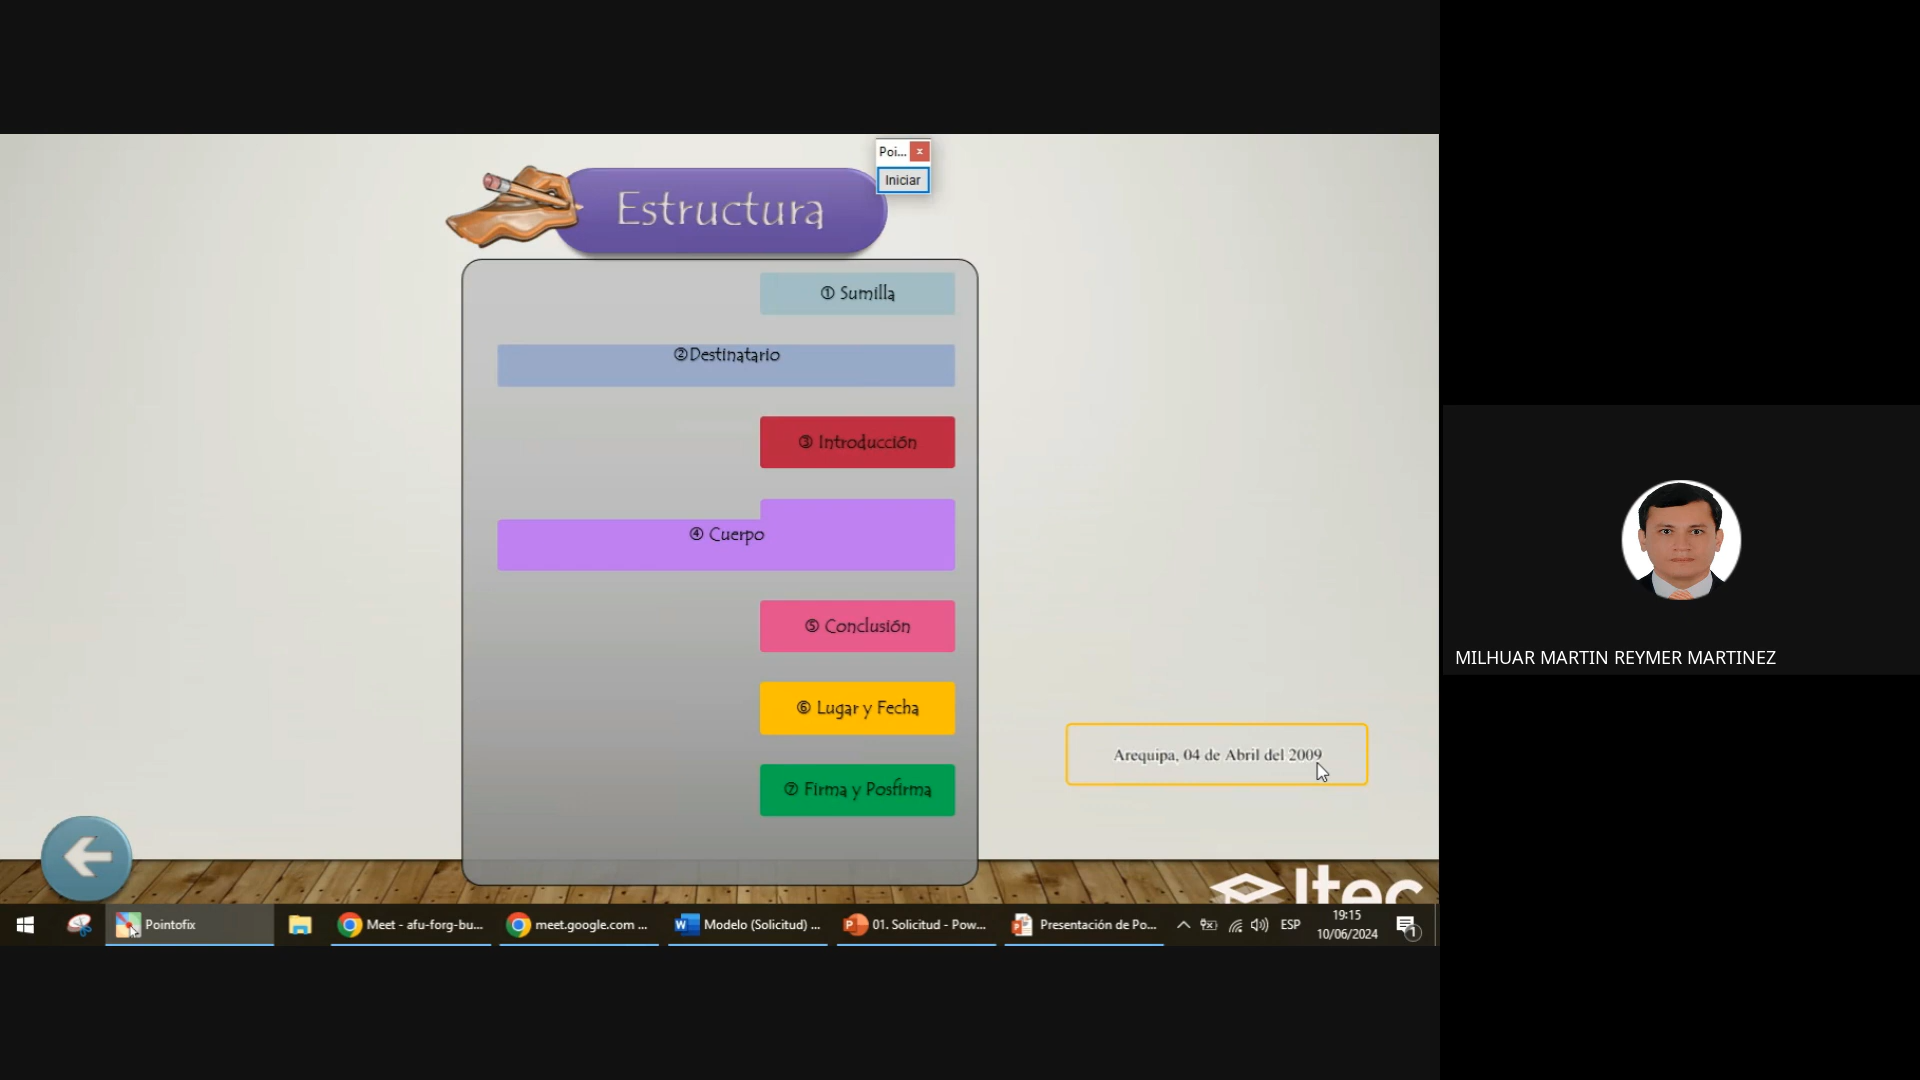 Poi...
Iniciar
Estructura
① Sumilla
②Destinatario
③ Introducción
④ Cuerpo
⑤ Conclusión
⑥ Lugar y Fecha
⑦ Firma y Posfirma
Arequipa, 04 de Abril del 2009
MILHUAR MARTIN REYMER MARTINEZ
Itec
Pointofix
Meet - afu-forg-bu...
meet.google.com ...
Modelo (Solicitud) ...
01. Solicitud - Pow...
Presentación de Po...
ESP
19:15
10/06/2024
1